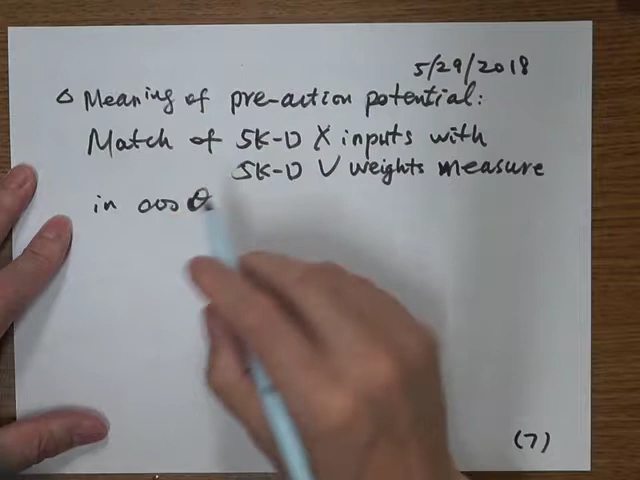 5/29/2018
△ Meaning of pre-action potential:
Match of 5K-D X inputs with
5K-D V weights measure
in cos θ
(7)